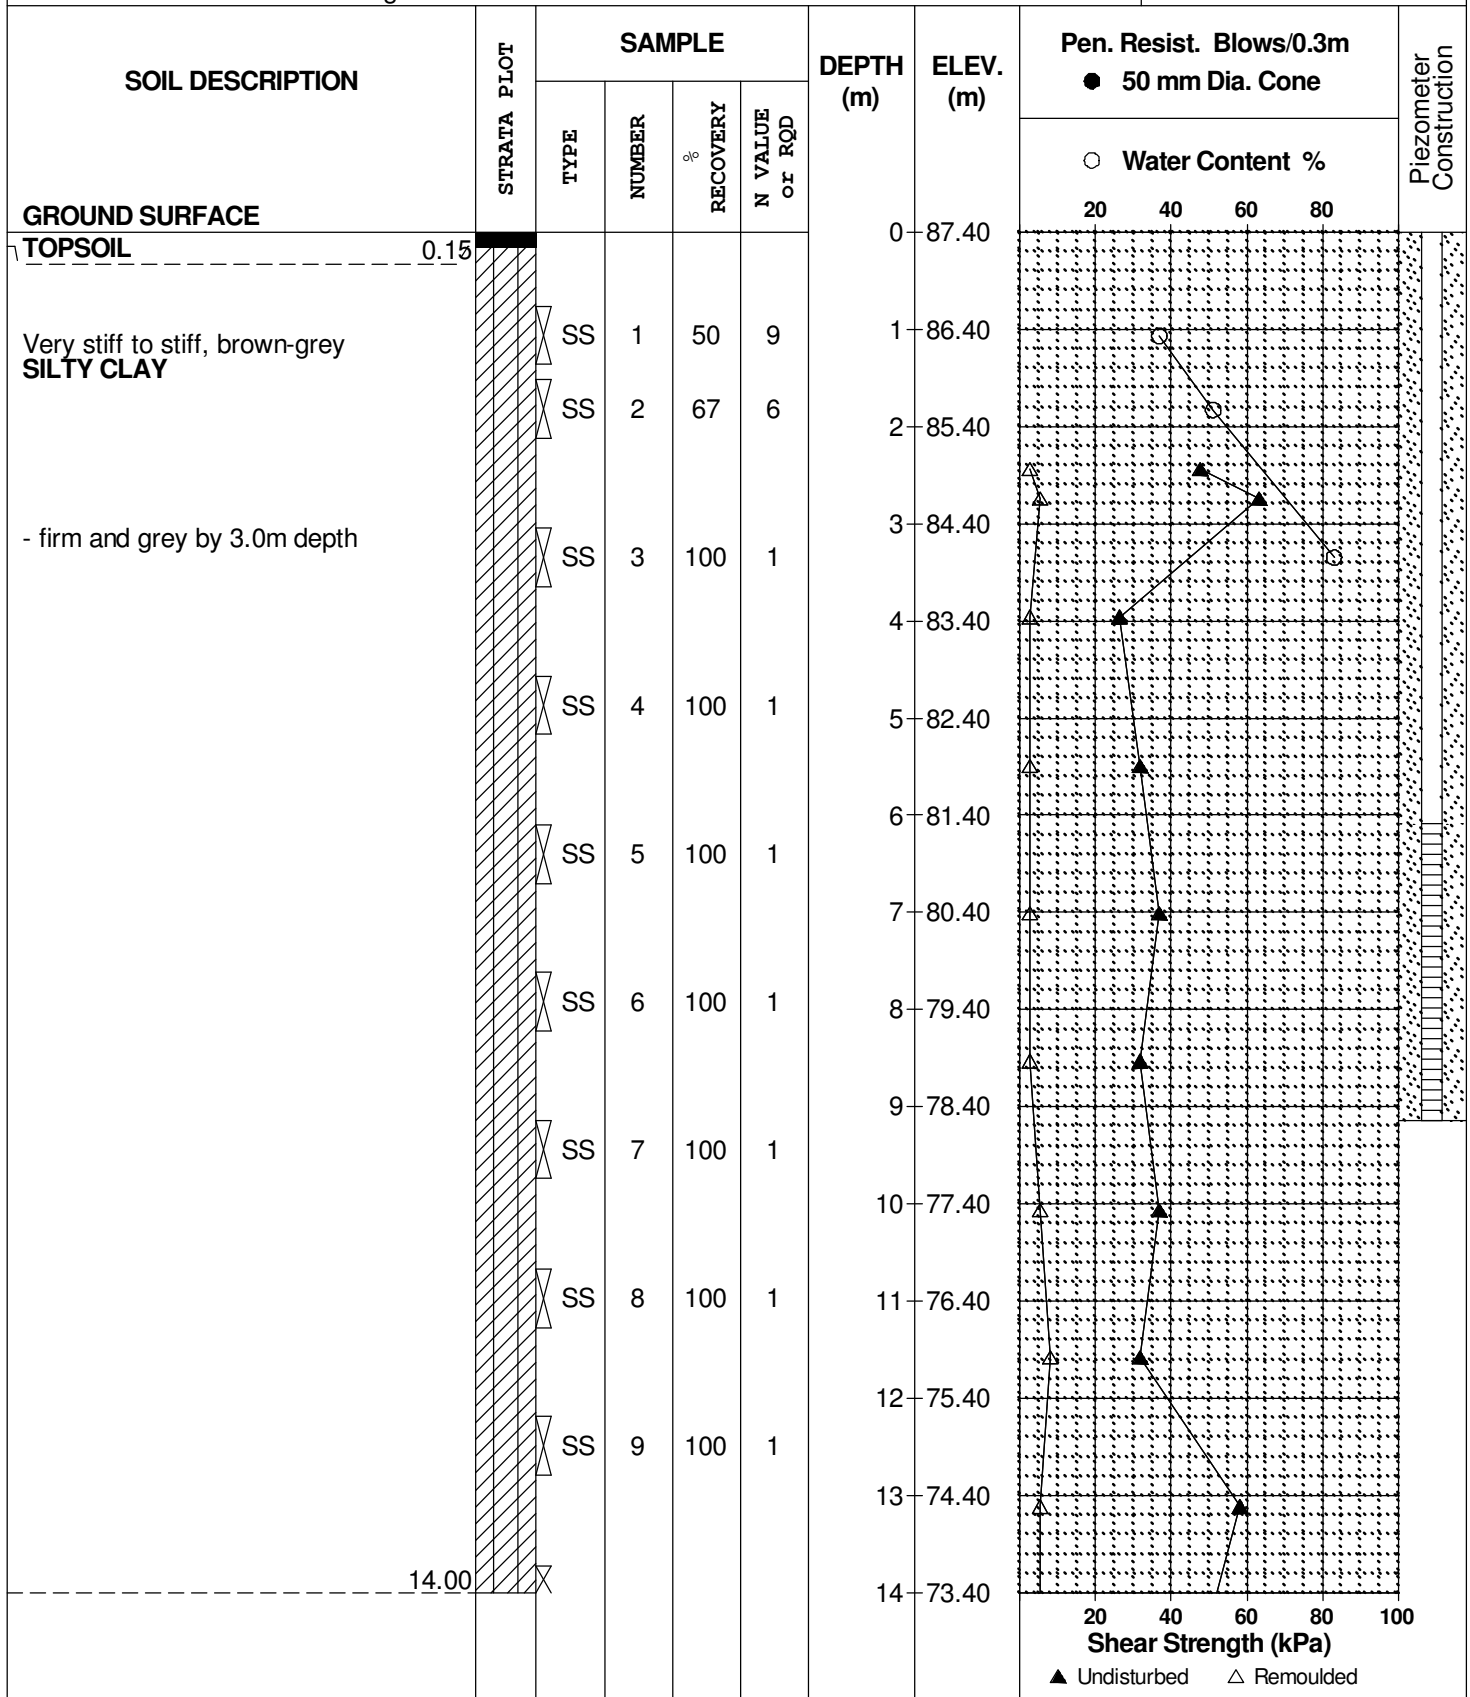 SOIL DESCRIPTION
STRATA PLOT
SAMPLE
TYPE
NUMBER
%
RECOVERY
N VALUE
or RQD
DEPTH
(m)
ELEV.
(m)
Pen. Resist. Blows/0.3m
● 50 mm Dia. Cone
○ Water Content %
Piezometer
Construction
20 40 60 80
GROUND SURFACE
0 87.40
TOPSOIL 0.15
Very stiff to stiff, brown-grey
SILTY CLAY
SS 1 50 9
1 86.40
SS 2 67 6
2 85.40
3 84.40
- firm and grey by 3.0m depth
SS 3 100 1
4 83.40
SS 4 100 1
5 82.40
6 81.40
SS 5 100 1
7 80.40
SS 6 100 1
8 79.40
9 78.40
SS 7 100 1
10 77.40
SS 8 100 1
11 76.40
12 75.40
SS 9 100 1
13 74.40
14.00
14 73.40
20 40 60 80 100
Shear Strength (kPa)
▲ Undisturbed △ Remoulded